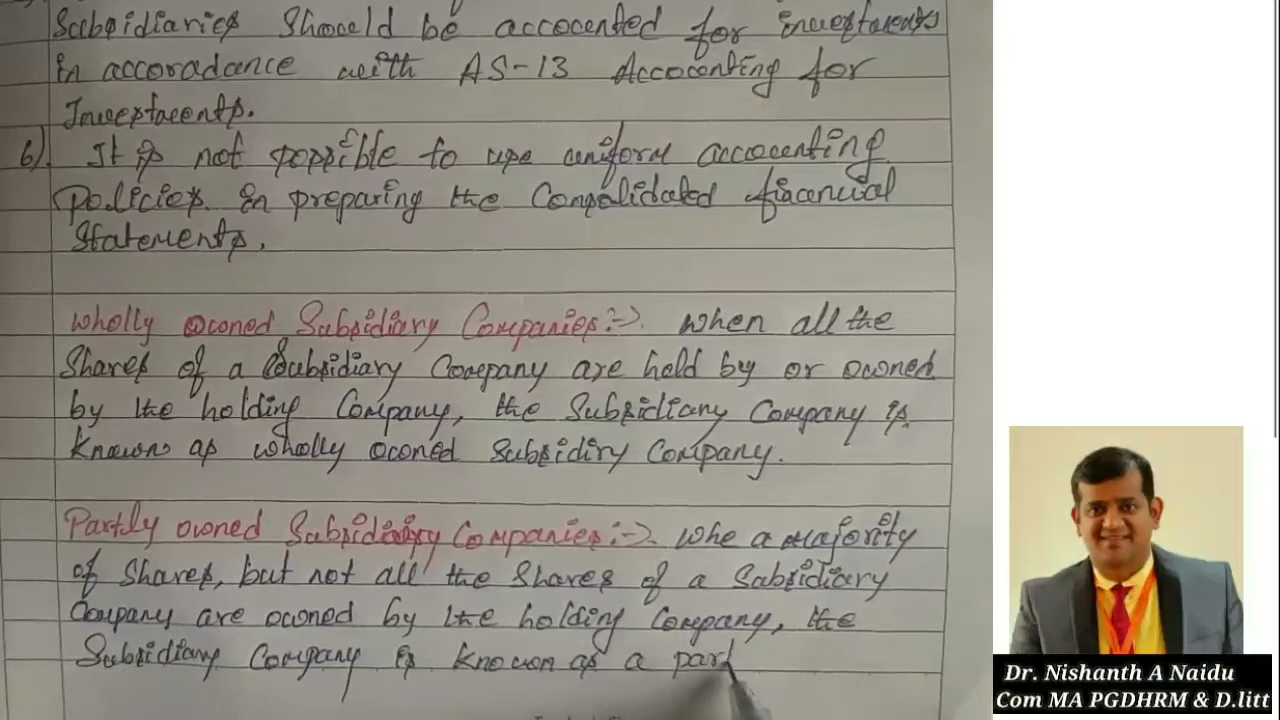 Subsidiaries Should be accounted for investments
in accoradance with AS-13 Accounting for
Investments.
6) It is not possible to use uniform accounting
Policies in preparing the Consolidated financial
Statements.
Wholly owned Subsidiary Companies:-> When all the
Shares of a Subsidiary Company are held by or owned
by the holding Company, the Subsidiary Company is
Known as wholly owned Subsidiry Company.
Partly owned Subsidiary Companies:-> Whe a majority
of Shares, but not all the Shares of a Subsidiary
Company are owned by the holding Company, the
Subsidiary Company is known as a part
Dr. Nishanth A Naidu
Com MA PGDHRM & D.litt